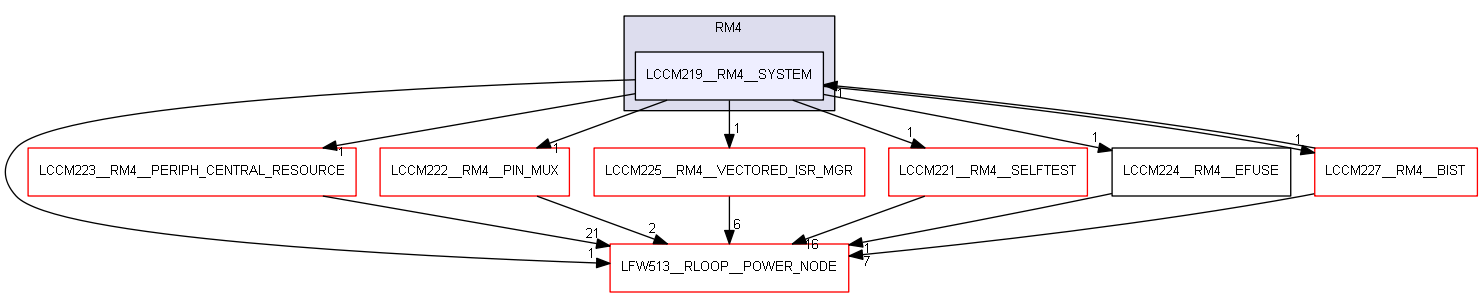 RM4
LCCM219__RM4__SYSTEM
1
1
1
1
1
1
1
LCCM223__RM4__PERIPH_CENTRAL_RESOURCE
LCCM222__RM4__PIN_MUX
LCCM225__RM4__VECTORED_ISR_MGR
LCCM221__RM4__SELFTEST
LCCM224__RM4__EFUSE
LCCM227__RM4__BIST
21
2
6
16
1
1
7
LFW513__RLOOP__POWER_NODE